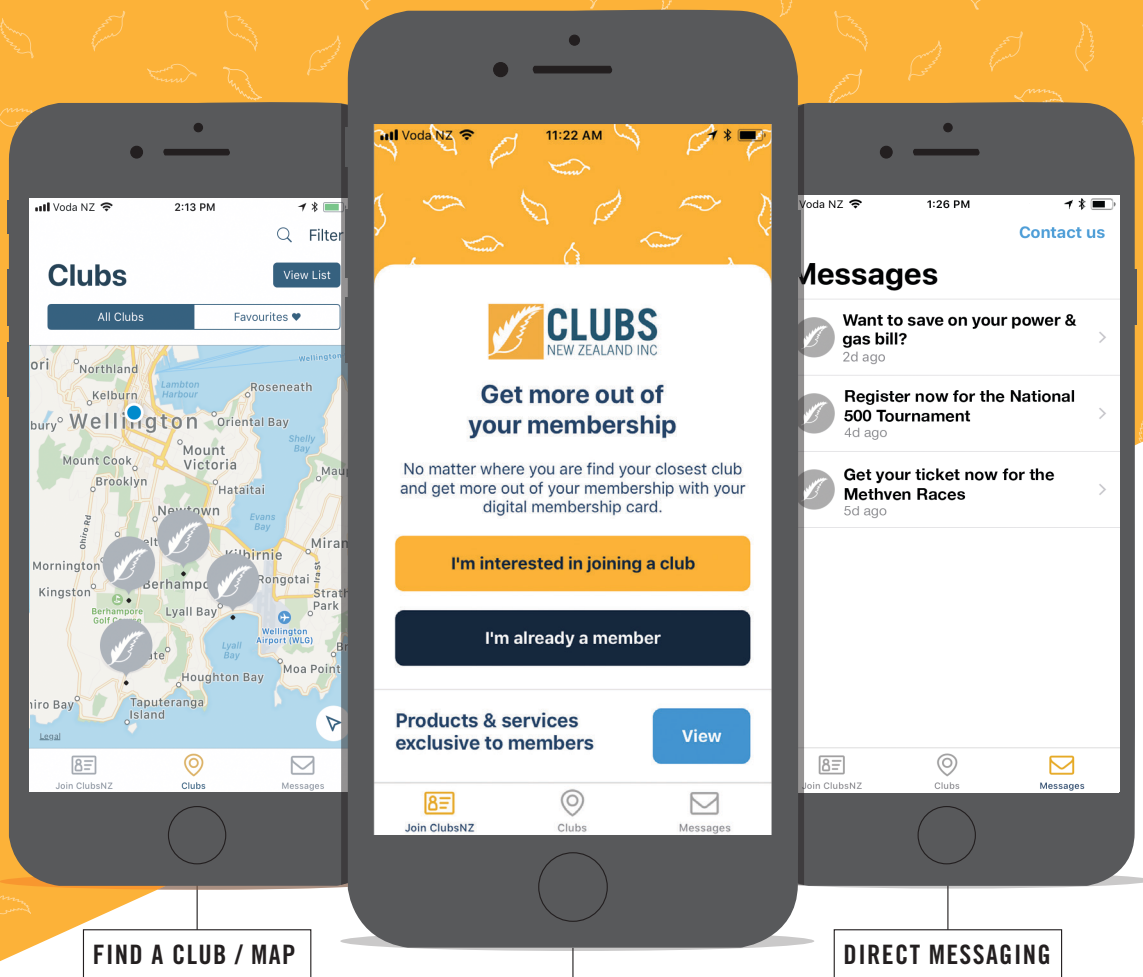 Voda NZ
2:13 PM
Filter
Clubs
View List
All Clubs
Favourites ♥
Wellington
Northland
Lambton
Harbour
Roseneath
Kelburn
Wellington
Oriental Bay
Shelly
Bay
Mount
Victoria
Mount Cook
Brooklyn
Hataitai
Newtown
Evans
Bay
Ohiro Rd
Kilbirnie
Mornington
Rongotai
Ira St
Kingston
Berhampore
Golf
Lyall Bay
Park
Wellington
Airport (WLG)
Lyall
Bay
Moa Point
Houghton Bay
Taputeranga
Island
Legal
Join ClubsNZ
Clubs
Messages
FIND A CLUB / MAP
Voda NZ
11:22 AM
CLUBS
NEW ZEALAND INC
Get more out of
your membership
No matter where you are find your closest club
and get more out of your membership with your
digital membership card.
I'm interested in joining a club
I'm already a member
Products & services
exclusive to members
View
Join ClubsNZ
Clubs
Messages
Voda NZ
1:26 PM
Contact us
Messages
Want to save on your power &
gas bill?
2d ago
Register now for the National
500 Tournament
4d ago
Get your ticket now for the
Methven Races
5d ago
Join ClubsNZ
Clubs
Messages
DIRECT MESSAGING